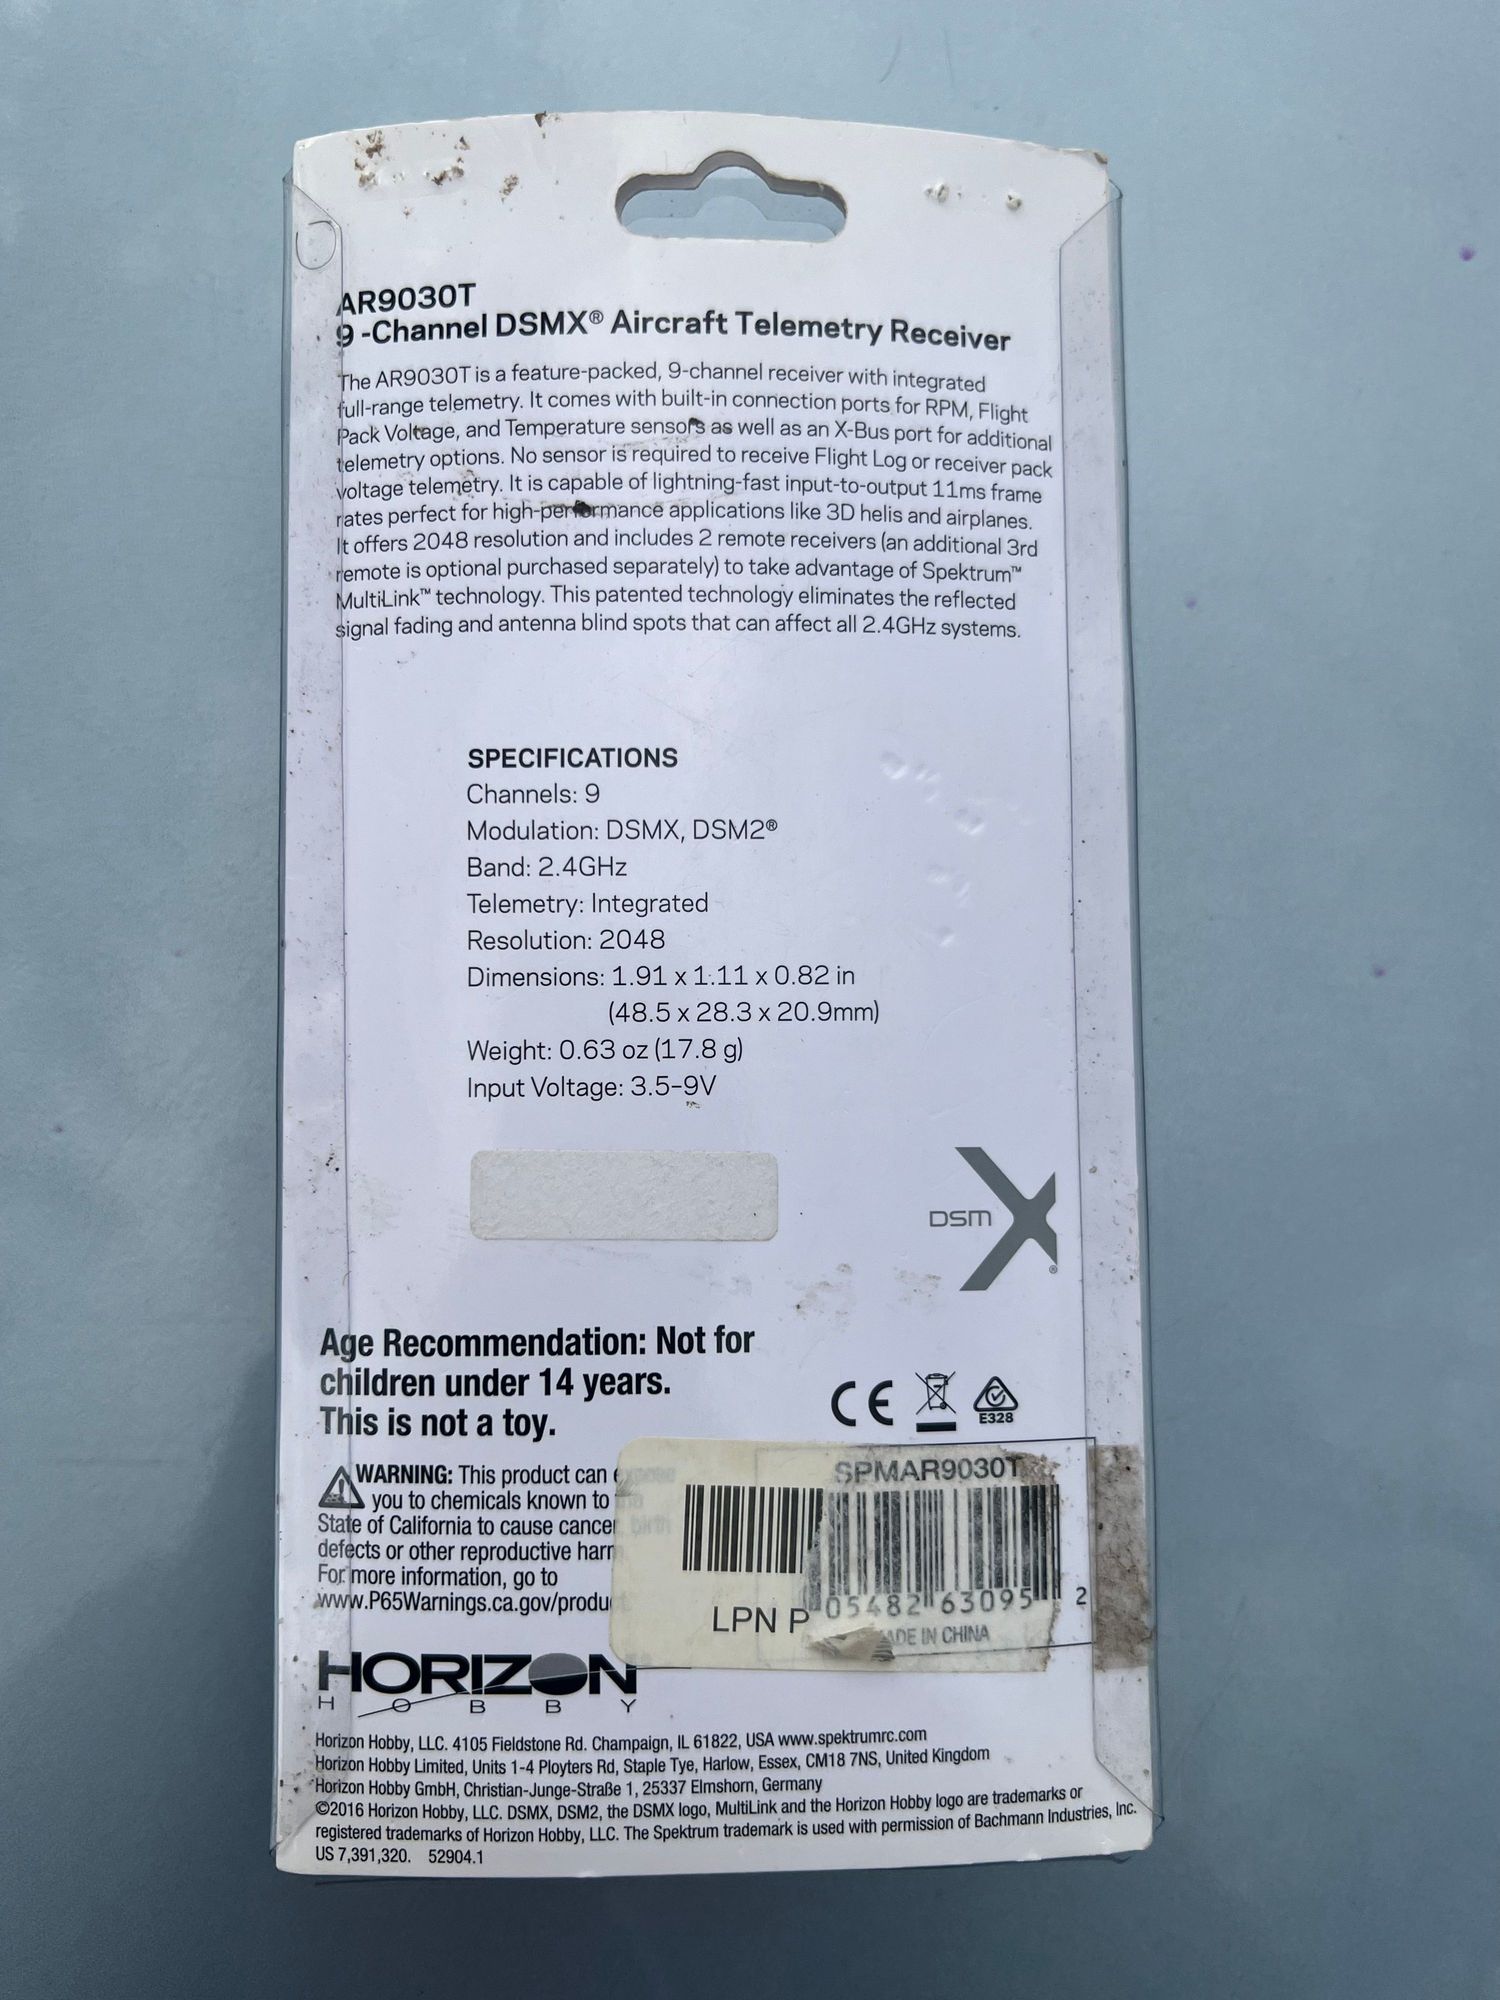 AR9030T
9 -Channel DSMX® Aircraft Telemetry Receiver
The AR9030T is a feature-packed, 9-channel receiver with integrated
full-range telemetry. It comes with built-in connection ports for RPM, Flight
Pack Voltage, and Temperature sensors as well as an X-Bus port for additional
telemetry options. No sensor is required to receive Flight Log or receiver pack
voltage telemetry. It is capable of lightning-fast input-to-output 11ms frame
rates perfect for high-performance applications like 3D helis and airplanes.
It offers 2048 resolution and includes 2 remote receivers (an additional 3rd
remote is optional purchased separately) to take advantage of Spektrum™
MultiLink™ technology. This patented technology eliminates the reflected
signal fading and antenna blind spots that can affect all 2.4GHz systems.
SPECIFICATIONS
Channels: 9
Modulation: DSMX, DSM2®
Band: 2.4GHz
Telemetry: Integrated
Resolution: 2048
Dimensions: 1.91 x 1.11 x 0.82 in
(48.5 x 28.3 x 20.9mm)
Weight: 0.63 oz (17.8 g)
Input Voltage: 3.5-9V
DSM X®
Age Recommendation: Not for
children under 14 years.
This is not a toy.
CE
E328
WARNING: This product can expose
you to chemicals known to the
State of California to cause cancer, birth
defects or other reproductive harm
For more information, go to
www.P65Warnings.ca.gov/produc
SPMAR9030T
LPN P
05482 63095 2
MADE IN CHINA
HORIZON
HOBBY
Horizon Hobby, LLC. 4105 Fieldstone Rd. Champaign, IL 61822, USA www.spektrumrc.com
Horizon Hobby Limited, Units 1-4 Ployters Rd, Staple Tye, Harlow, Essex, CM18 7NS, United Kingdom
Horizon Hobby GmbH, Christian-Junge-Straße 1, 25337 Elmshorn, Germany
©2016 Horizon Hobby, LLC. DSMX, DSM2, the DSMX logo, MultiLink and the Horizon Hobby logo are trademarks or
registered trademarks of Horizon Hobby, LLC. The Spektrum trademark is used with permission of Bachmann Industries, Inc.
US 7,391,320. 52904.1